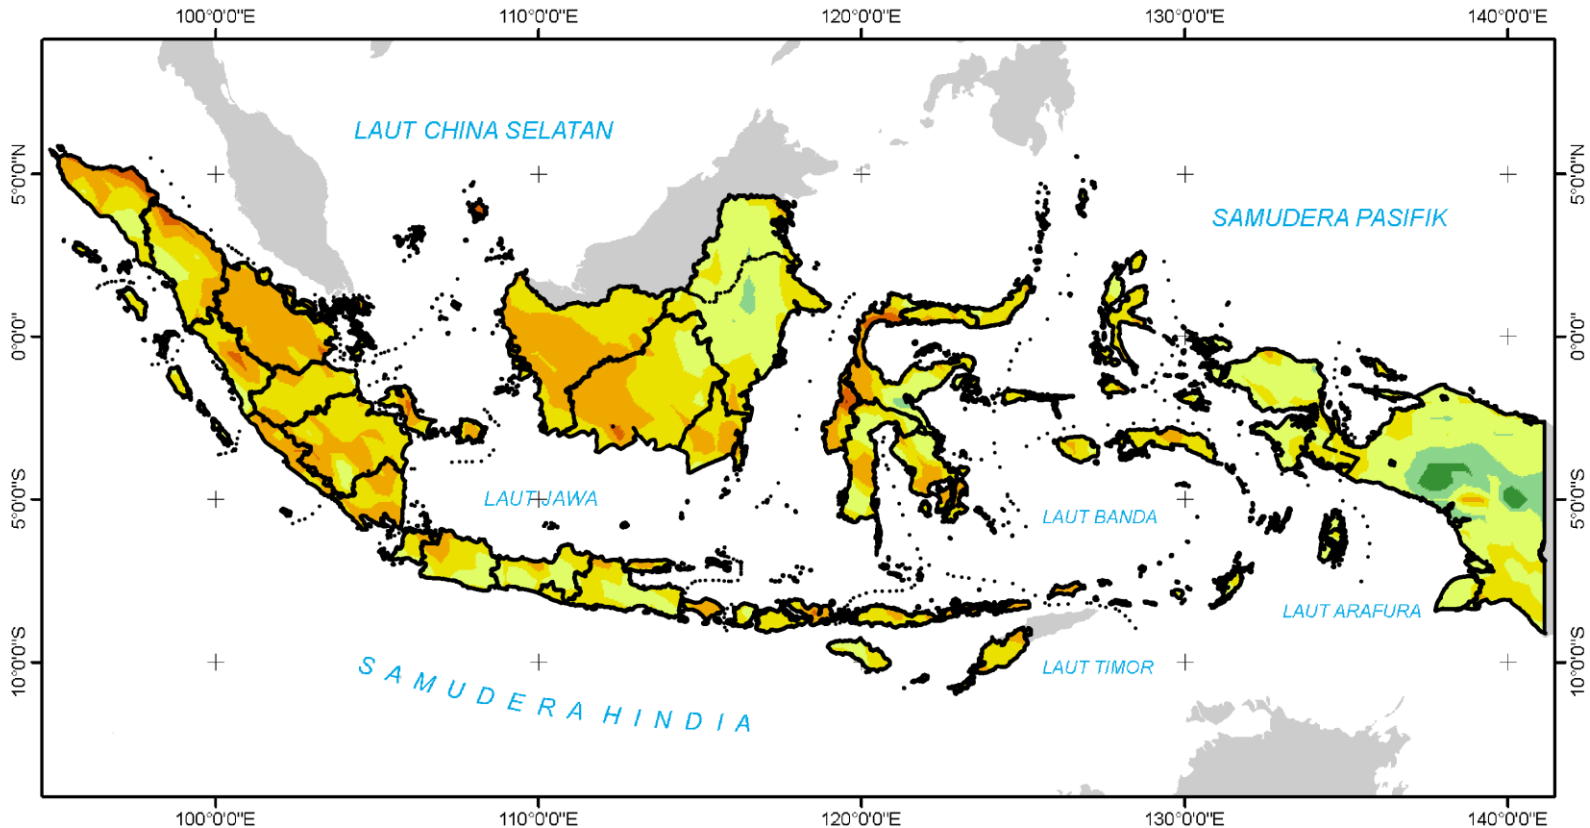 100°0'0"E 110°0'0"E 120°0'0"E 130°0'0"E 140°0'0"E
LAUT CHINA SELATAN
5°0'0"N 5°0'0"N
SAMUDERA PASIFIK
0°0'0" 0°0'0"
LAUT JAWA
5°0'0"S 5°0'0"S
LAUT BANDA
LAUT ARAFURA
10°0'0"S 10°0'0"S
LAUT TIMOR
SAMUDERA HINDIA
100°0'0"E 110°0'0"E 120°0'0"E 130°0'0"E 140°0'0"E